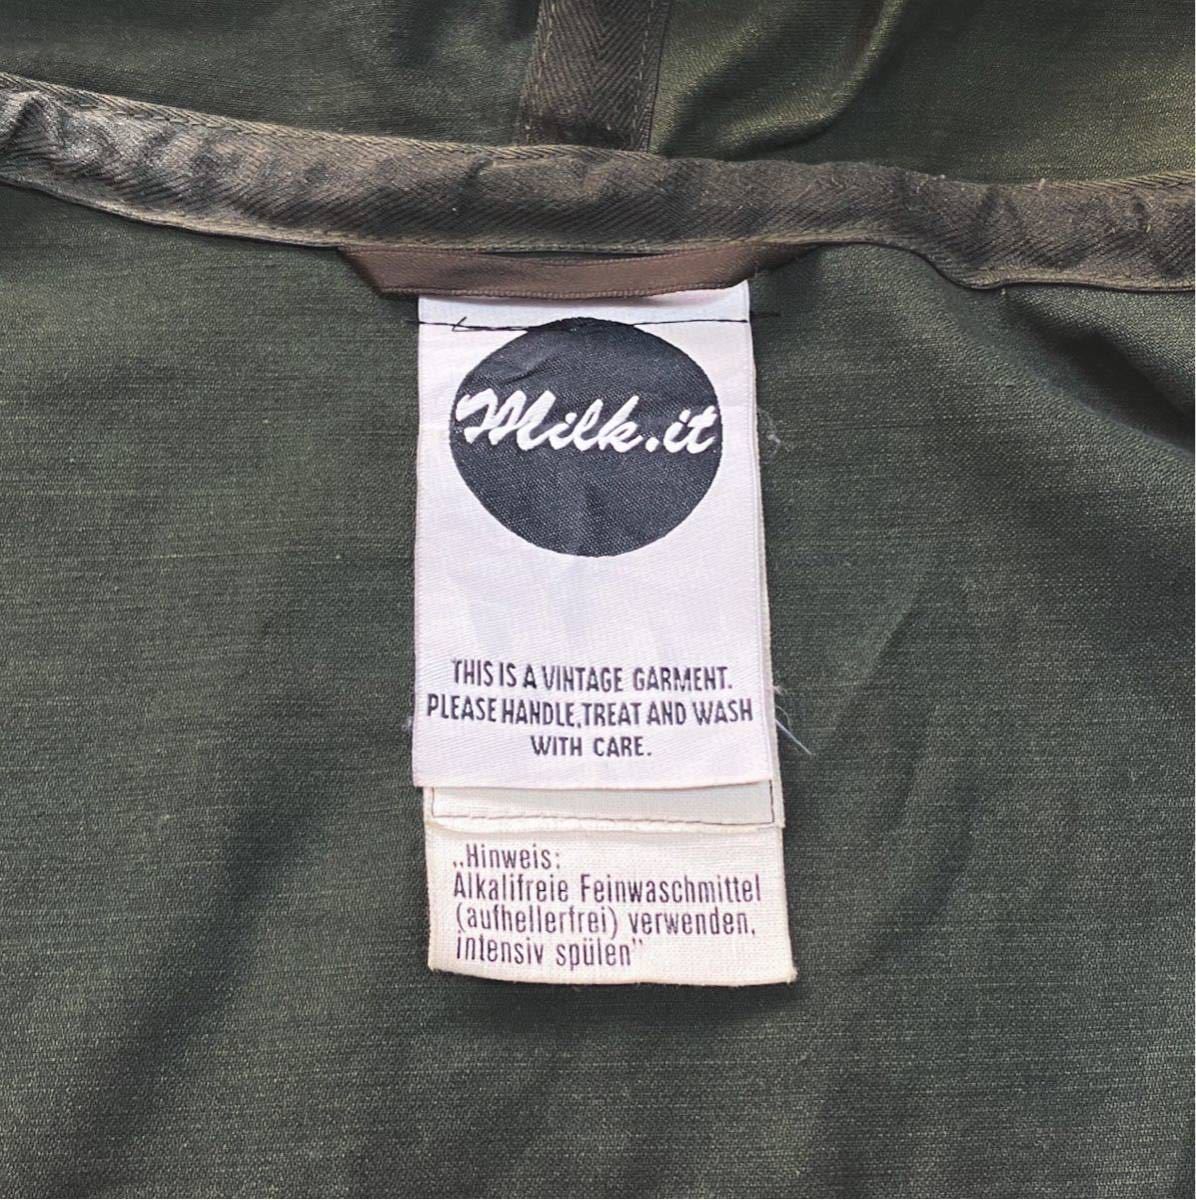 Milk.it
THIS IS A VINTAGE GARMENT.
PLEASE HANDLE, TREAT AND WASH
WITH CARE.
„Hinweis:
Alkalifreie Feinwaschmittel
(aufhellerfrei) verwenden,
intensiv spülen"